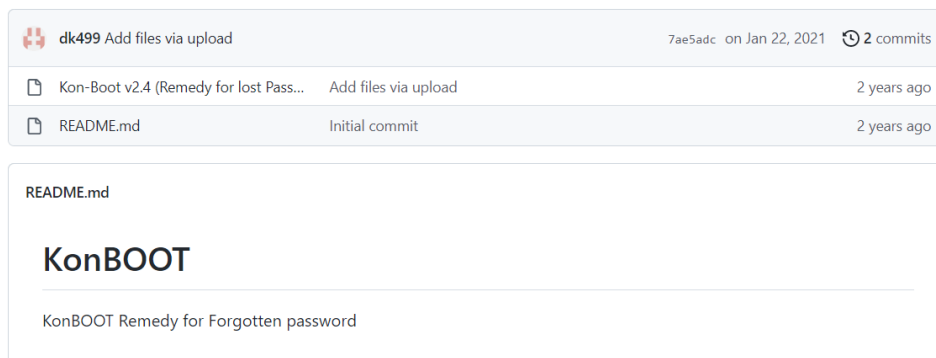 dk499 Add files via upload 7ae5adc on Jan 22, 2021 2 commits
Kon-Boot v2.4 (Remedy for lost Pass... Add files via upload 2 years ago
README.md Initial commit 2 years ago
README.md
KonBOOT
KonBOOT Remedy for Forgotten password